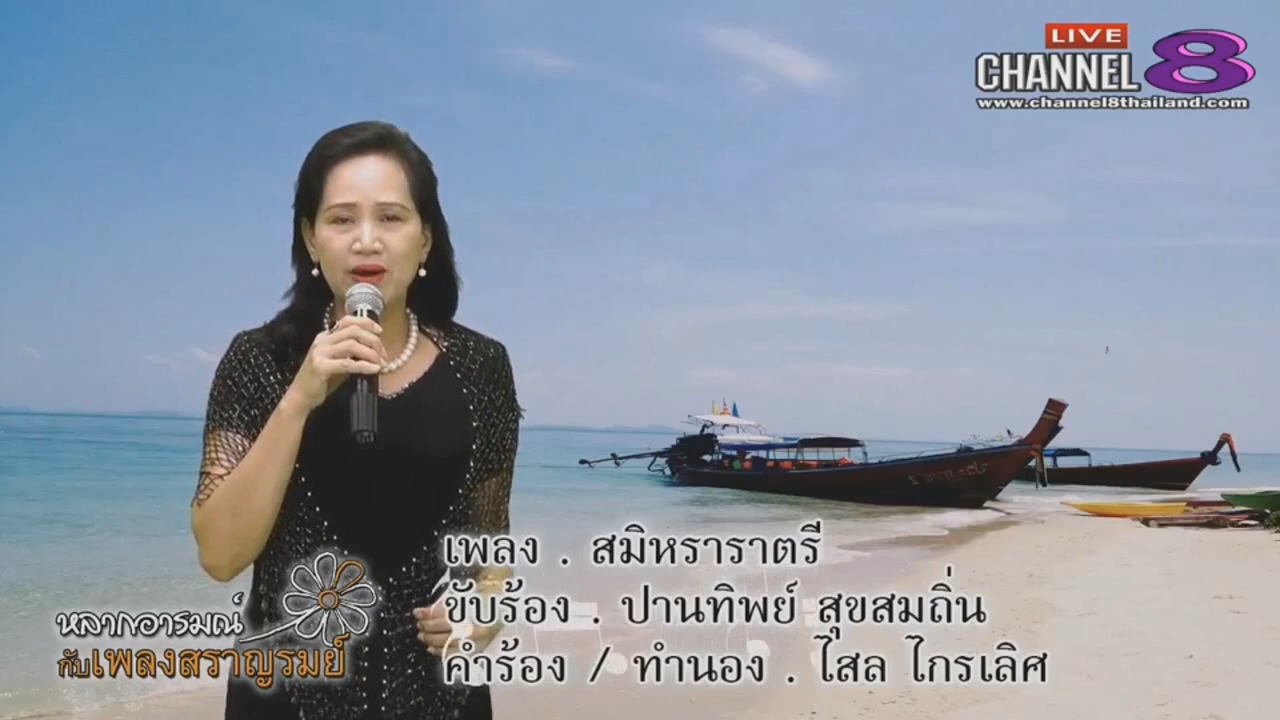 LIVE
CHANNEL 8
www.channel8thailand.com
เพลง . สมิหราราตรี
ขับร้อง . ปานทิพย์ สุขสมถิ่น
คำร้อง / ทำนอง . ไสล ไกรเลิศ
หลากอารมณ์
กับเพลงสราญรมย์